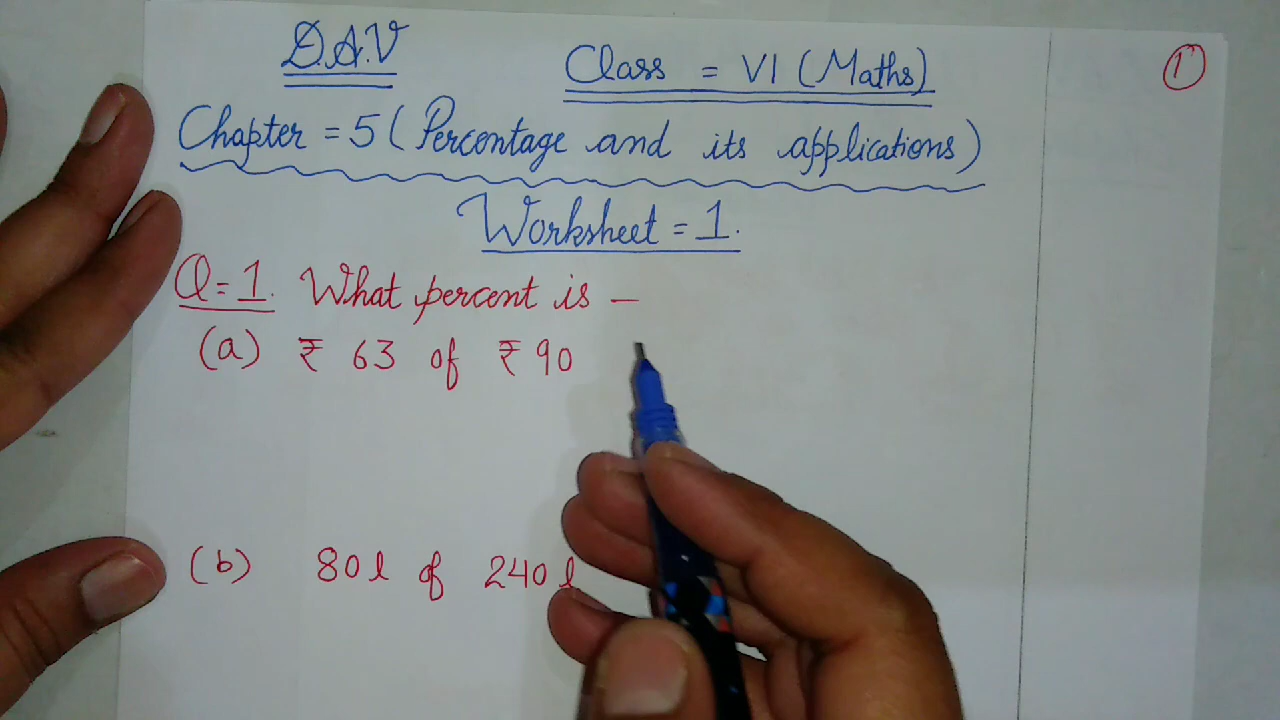 D.A.V Class = VI (Maths) 1
Chapter = 5 (Percentage and its applications)
Worksheet = 1.
Q=1. What percent is —
(a) ₹ 63 of ₹ 90
(b) 80 l of 240 l